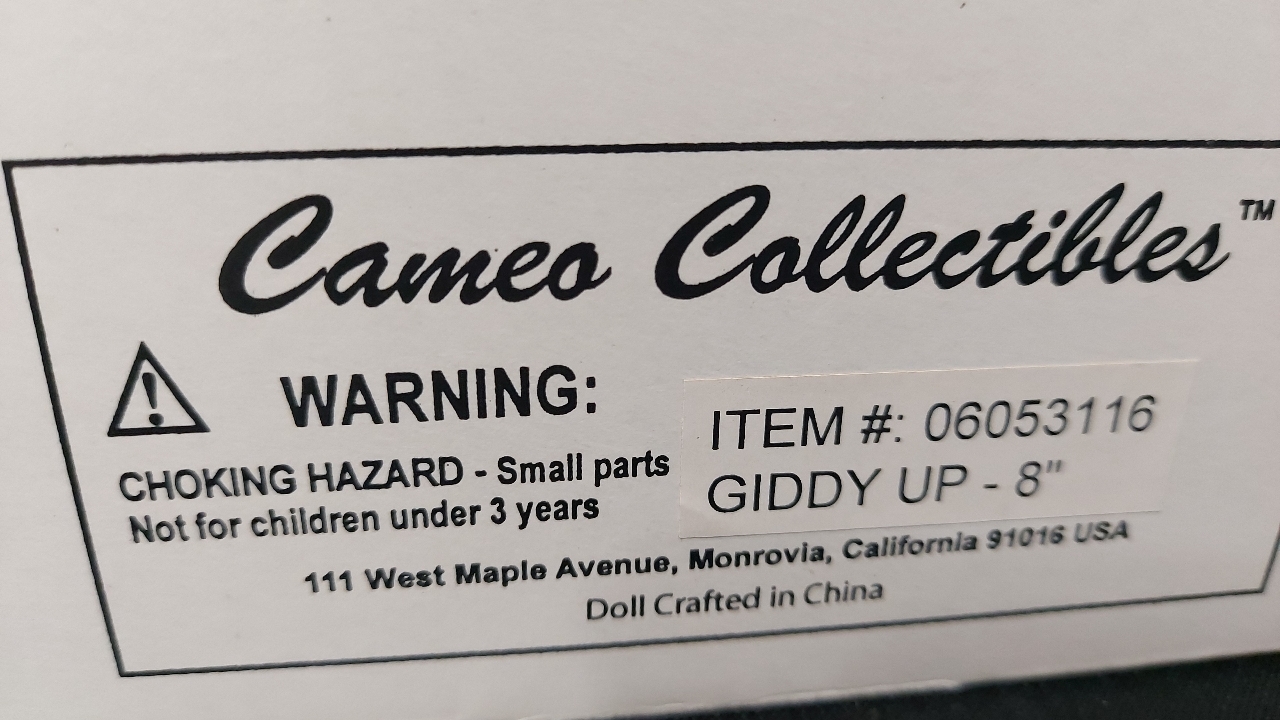 Cameo Collectibles™
WARNING:
CHOKING HAZARD - Small parts
Not for children under 3 years
ITEM #: 06053116
GIDDY UP - 8"
111 West Maple Avenue, Monrovia, California 91016 USA
Doll Crafted in China